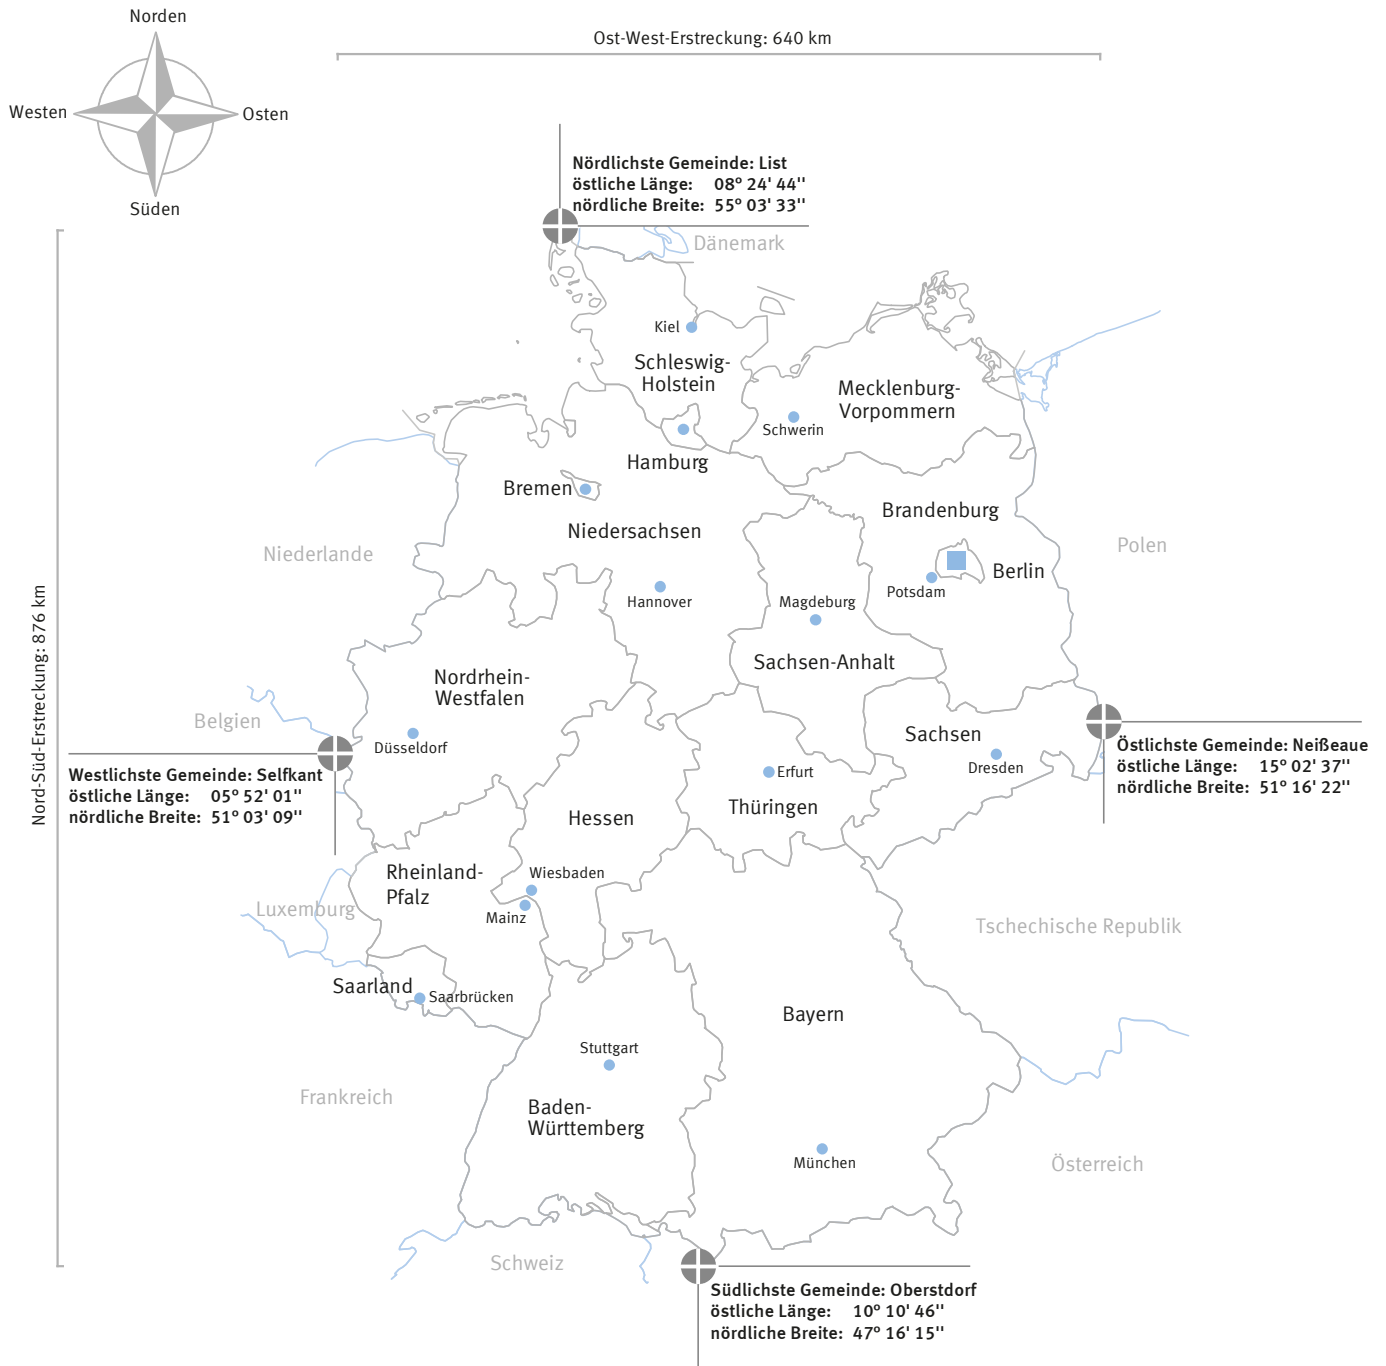 Norden
Ost-West-Erstreckung: 640 km
Westen
Osten
Süden
Nördlichste Gemeinde: List
östliche Länge: 08° 24' 44''
nördliche Breite: 55° 03' 33''
Dänemark
Kiel
Schleswig-
Holstein
Mecklenburg-
Vorpommern
Schwerin
Hamburg
Bremen
Brandenburg
Niedersachsen
Niederlande
Polen
Berlin
Potsdam
Hannover
Magdeburg
Nord-Süd-Erstreckung: 876 km
Sachsen-Anhalt
Nordrhein-
Westfalen
Belgien
Düsseldorf
Sachsen
Dresden
Östlichste Gemeinde: Neißeaue
östliche Länge: 15° 02' 37''
nördliche Breite: 51° 16' 22''
Westlichste Gemeinde: Selfkant
östliche Länge: 05° 52' 01''
nördliche Breite: 51° 03' 09''
Erfurt
Thüringen
Hessen
Rheinland-
Pfalz
Wiesbaden
Mainz
Luxemburg
Tschechische Republik
Saarland
Saarbrücken
Bayern
Stuttgart
Frankreich
Baden-
Württemberg
München
Österreich
Schweiz
Südlichste Gemeinde: Oberstdorf
östliche Länge: 10° 10' 46''
nördliche Breite: 47° 16' 15''